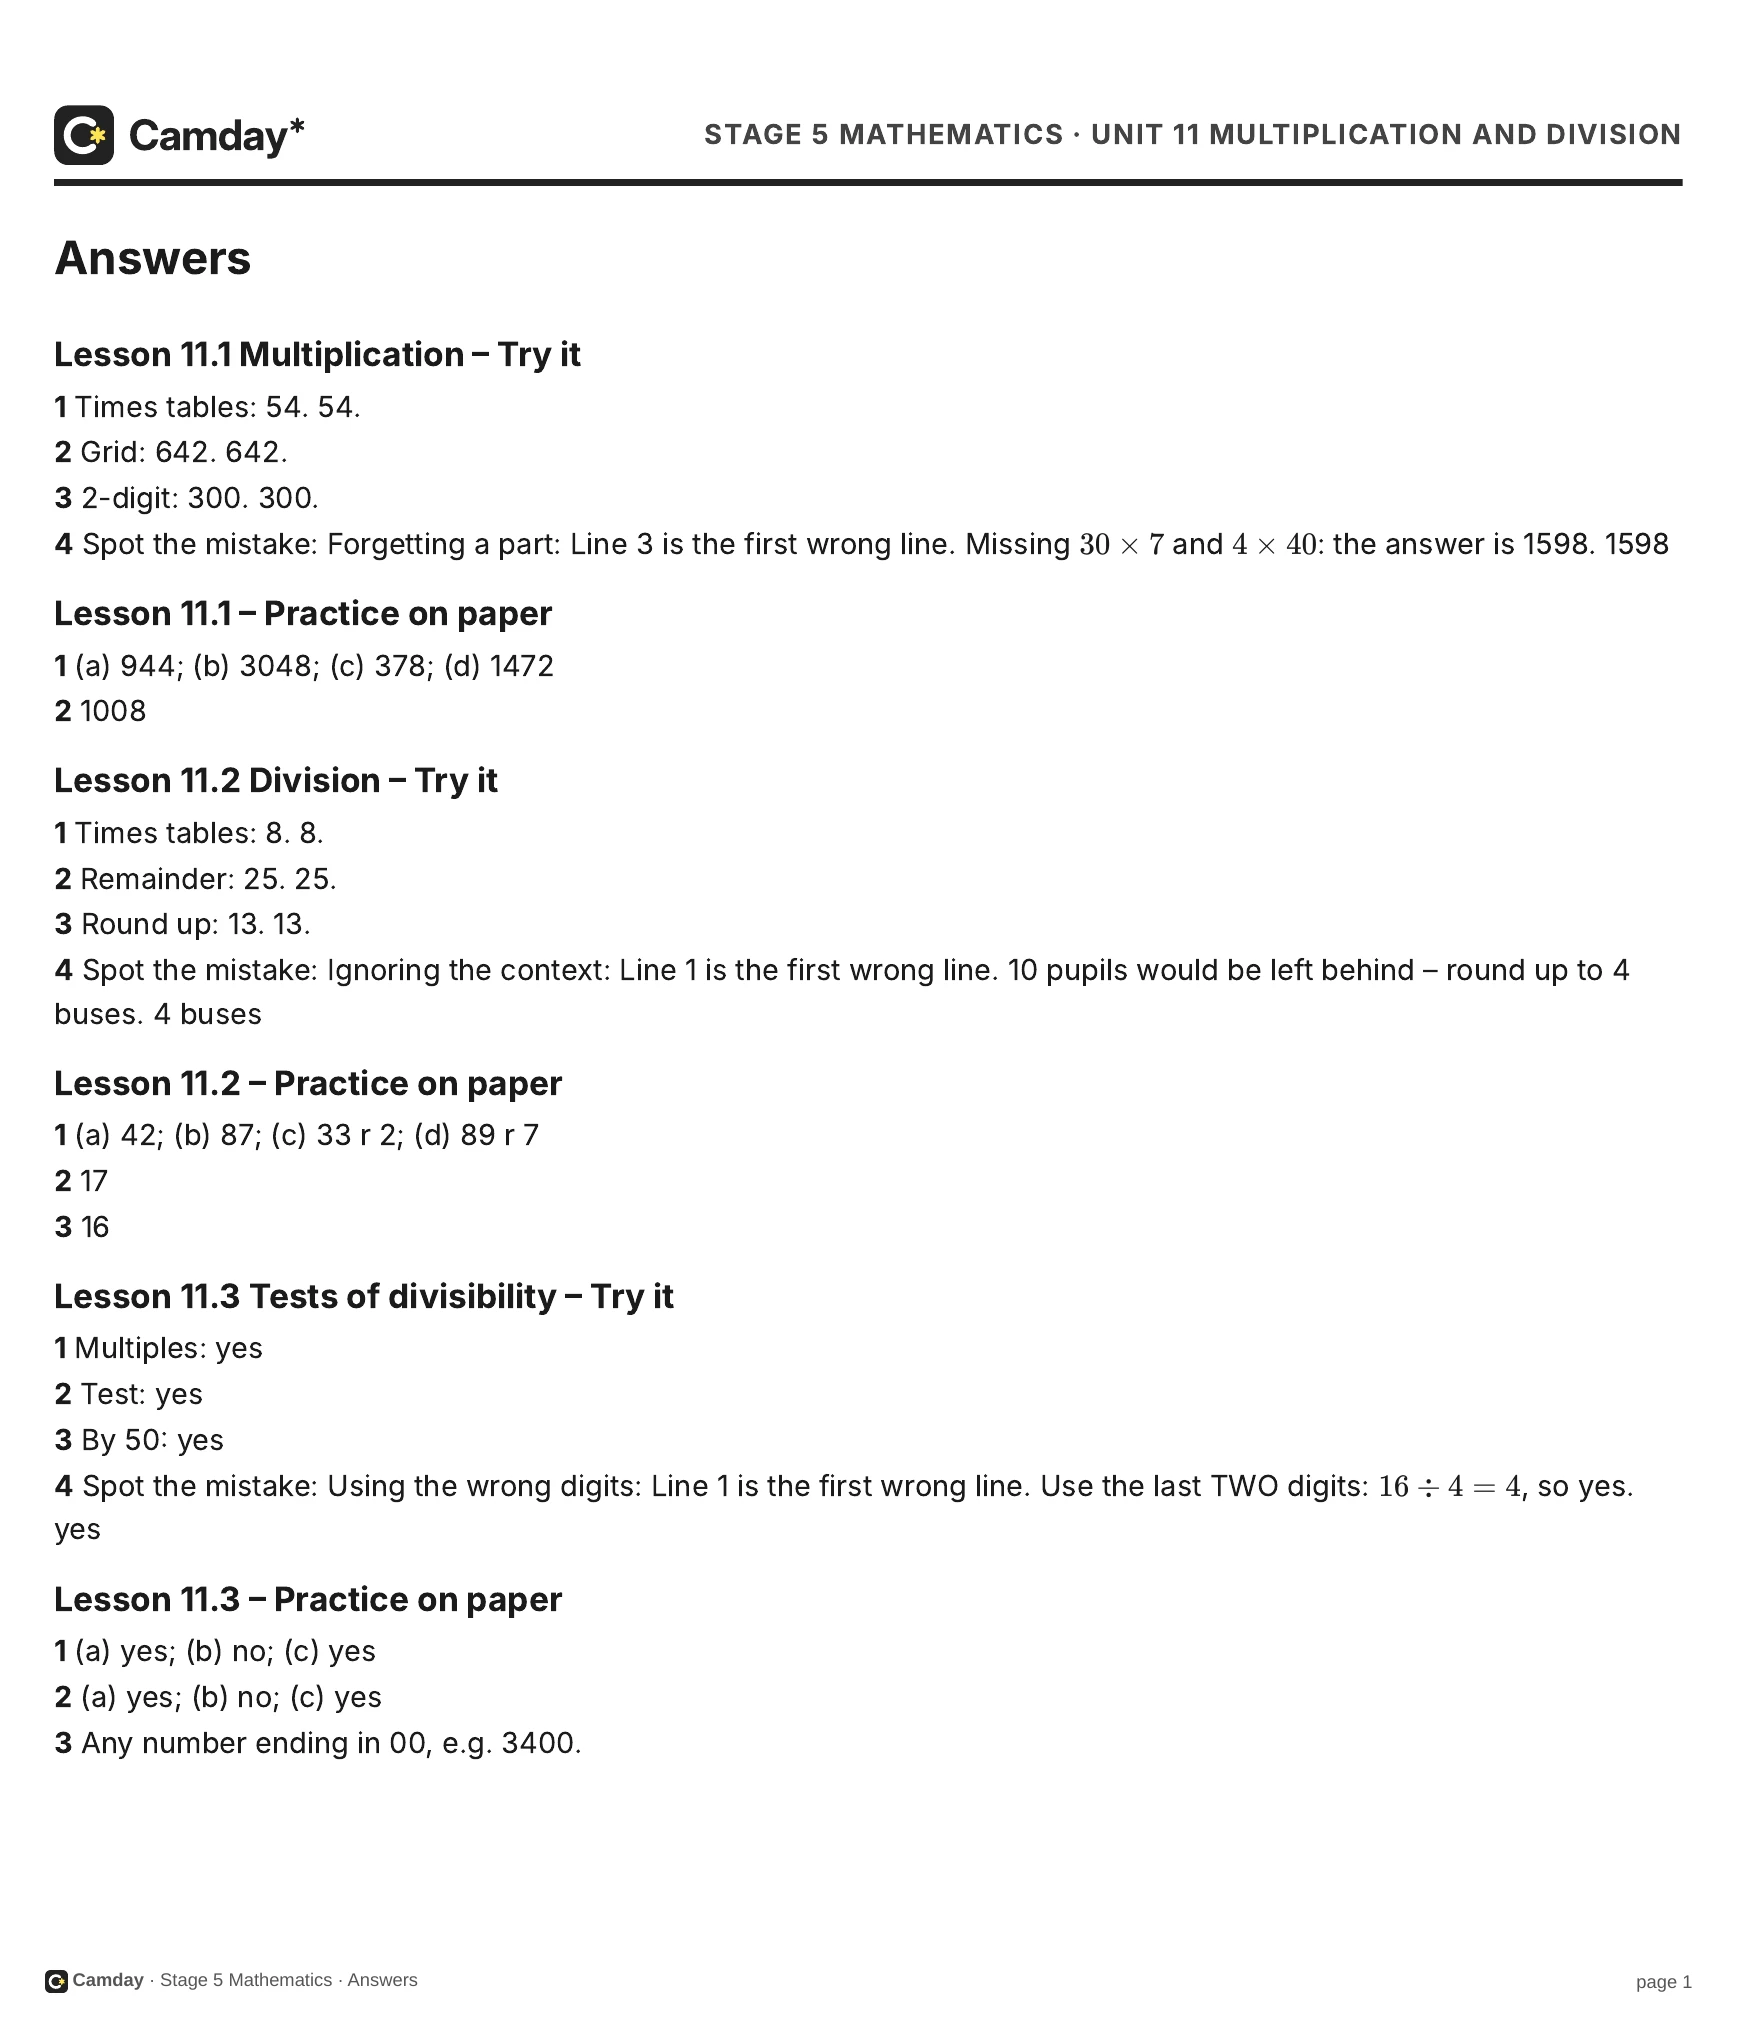 Camday*
STAGE 5 MATHEMATICS · UNIT 11 MULTIPLICATION AND DIVISION
Answers
Lesson 11.1 Multiplication – Try it
1 Times tables: 54. 54.
2 Grid: 642. 642.
3 2-digit: 300. 300.
4 Spot the mistake: Forgetting a part: Line 3 is the first wrong line. Missing 30 × 7 and 4 × 40: the answer is 1598. 1598
Lesson 11.1 – Practice on paper
1 (a) 944; (b) 3048; (c) 378; (d) 1472
2 1008
Lesson 11.2 Division – Try it
1 Times tables: 8. 8.
2 Remainder: 25. 25.
3 Round up: 13. 13.
4 Spot the mistake: Ignoring the context: Line 1 is the first wrong line. 10 pupils would be left behind – round up to 4
buses. 4 buses
Lesson 11.2 – Practice on paper
1 (a) 42; (b) 87; (c) 33 r 2; (d) 89 r 7
2 17
3 16
Lesson 11.3 Tests of divisibility – Try it
1 Multiples: yes
2 Test: yes
3 By 50: yes
4 Spot the mistake: Using the wrong digits: Line 1 is the first wrong line. Use the last TWO digits: 16 ÷ 4 = 4, so yes.
yes
Lesson 11.3 – Practice on paper
1 (a) yes; (b) no; (c) yes
2 (a) yes; (b) no; (c) yes
3 Any number ending in 00, e.g. 3400.
Camday · Stage 5 Mathematics · Answers
page 1